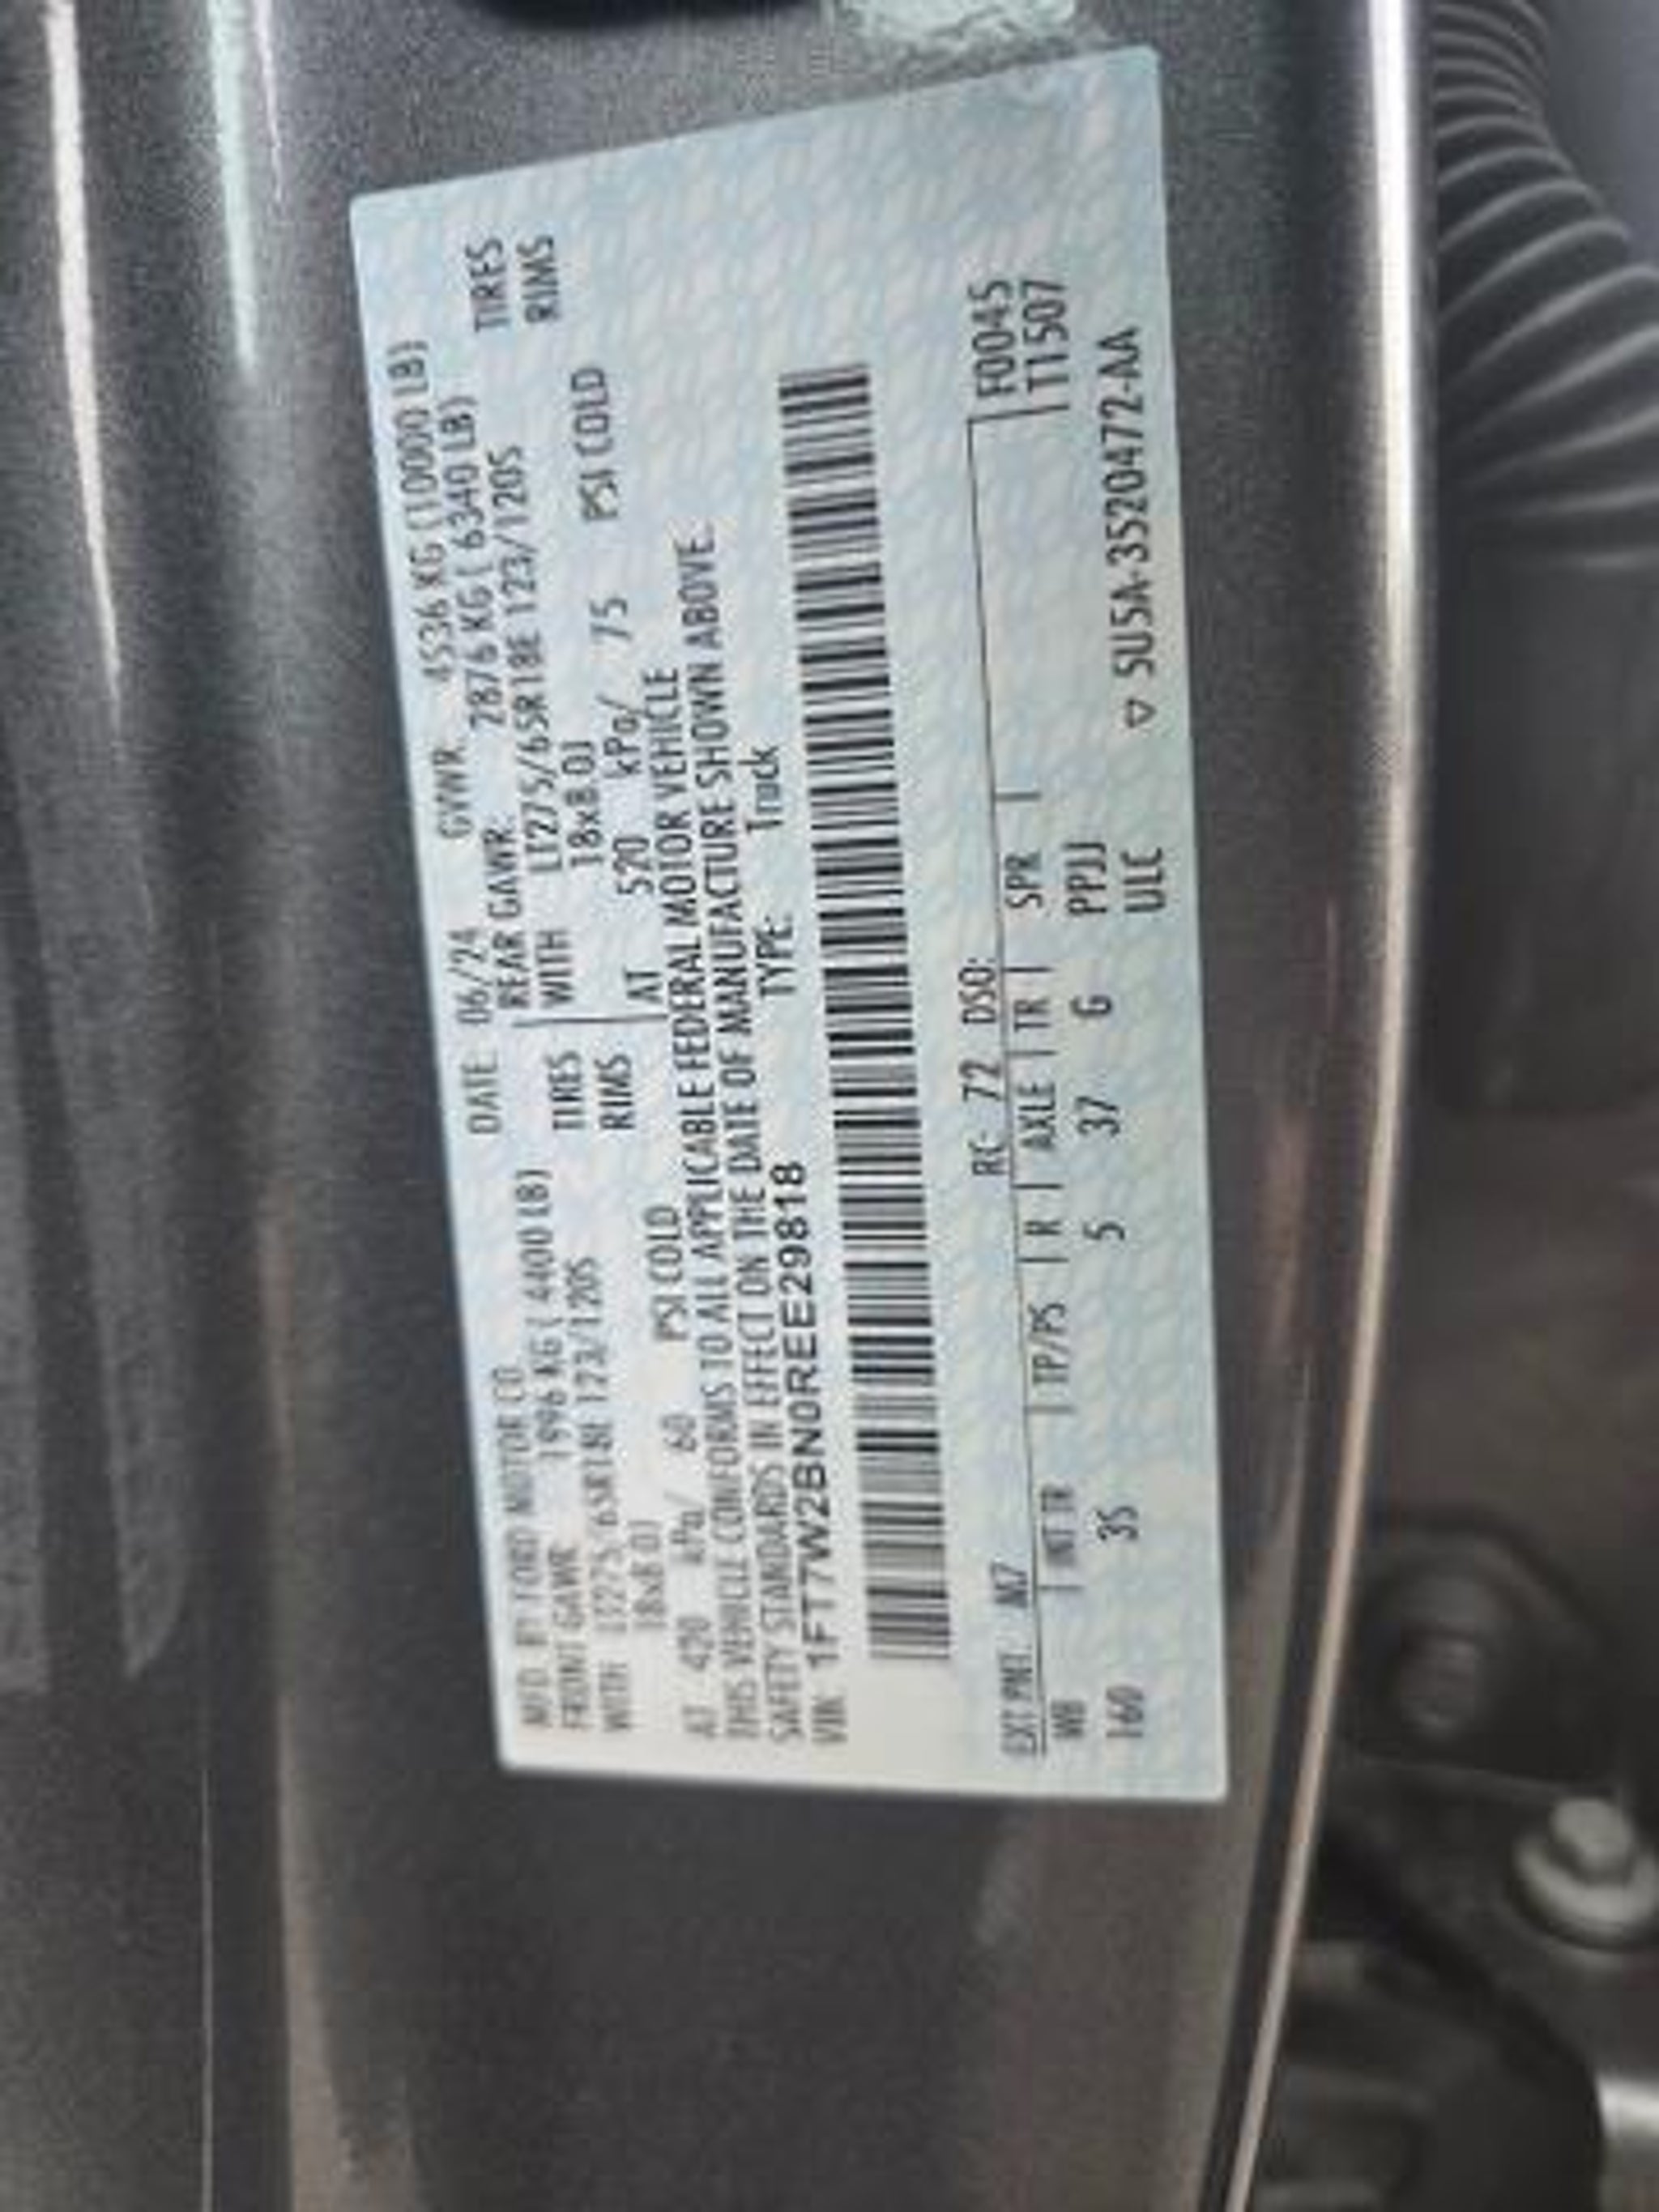 MFD. BY FORD MOTOR CO. DATE: 06/24 GVWR: 4536 KG (10000 LB)
FRONT GAWR: 1996 KG ( 4400 LB) REAR GAWR: 2876 KG ( 6340 LB)
WITH LT275/65R18E 123/120S TIRES WITH LT275/65R18E 123/120S TIRES
18x8.0J RIMS 18x8.0J RIMS
AT 420 kPa/ 60 PSI COLD AT 520 kPa/ 75 PSI COLD
THIS VEHICLE CONFORMS TO ALL APPLICABLE FEDERAL MOTOR VEHICLE
SAFETY STANDARDS IN EFFECT ON THE DATE OF MANUFACTURE SHOWN ABOVE.
VIN: 1FT7W2BN0REE29818 TYPE: Truck
EXT PNT: M7 RC: 72 DSO: F0045
WB INT TR TP/PS R AXLE TR SPR T1507
160 3S 5 37 G PPJJ
ULC ▽ 5U5A-3520472-AA